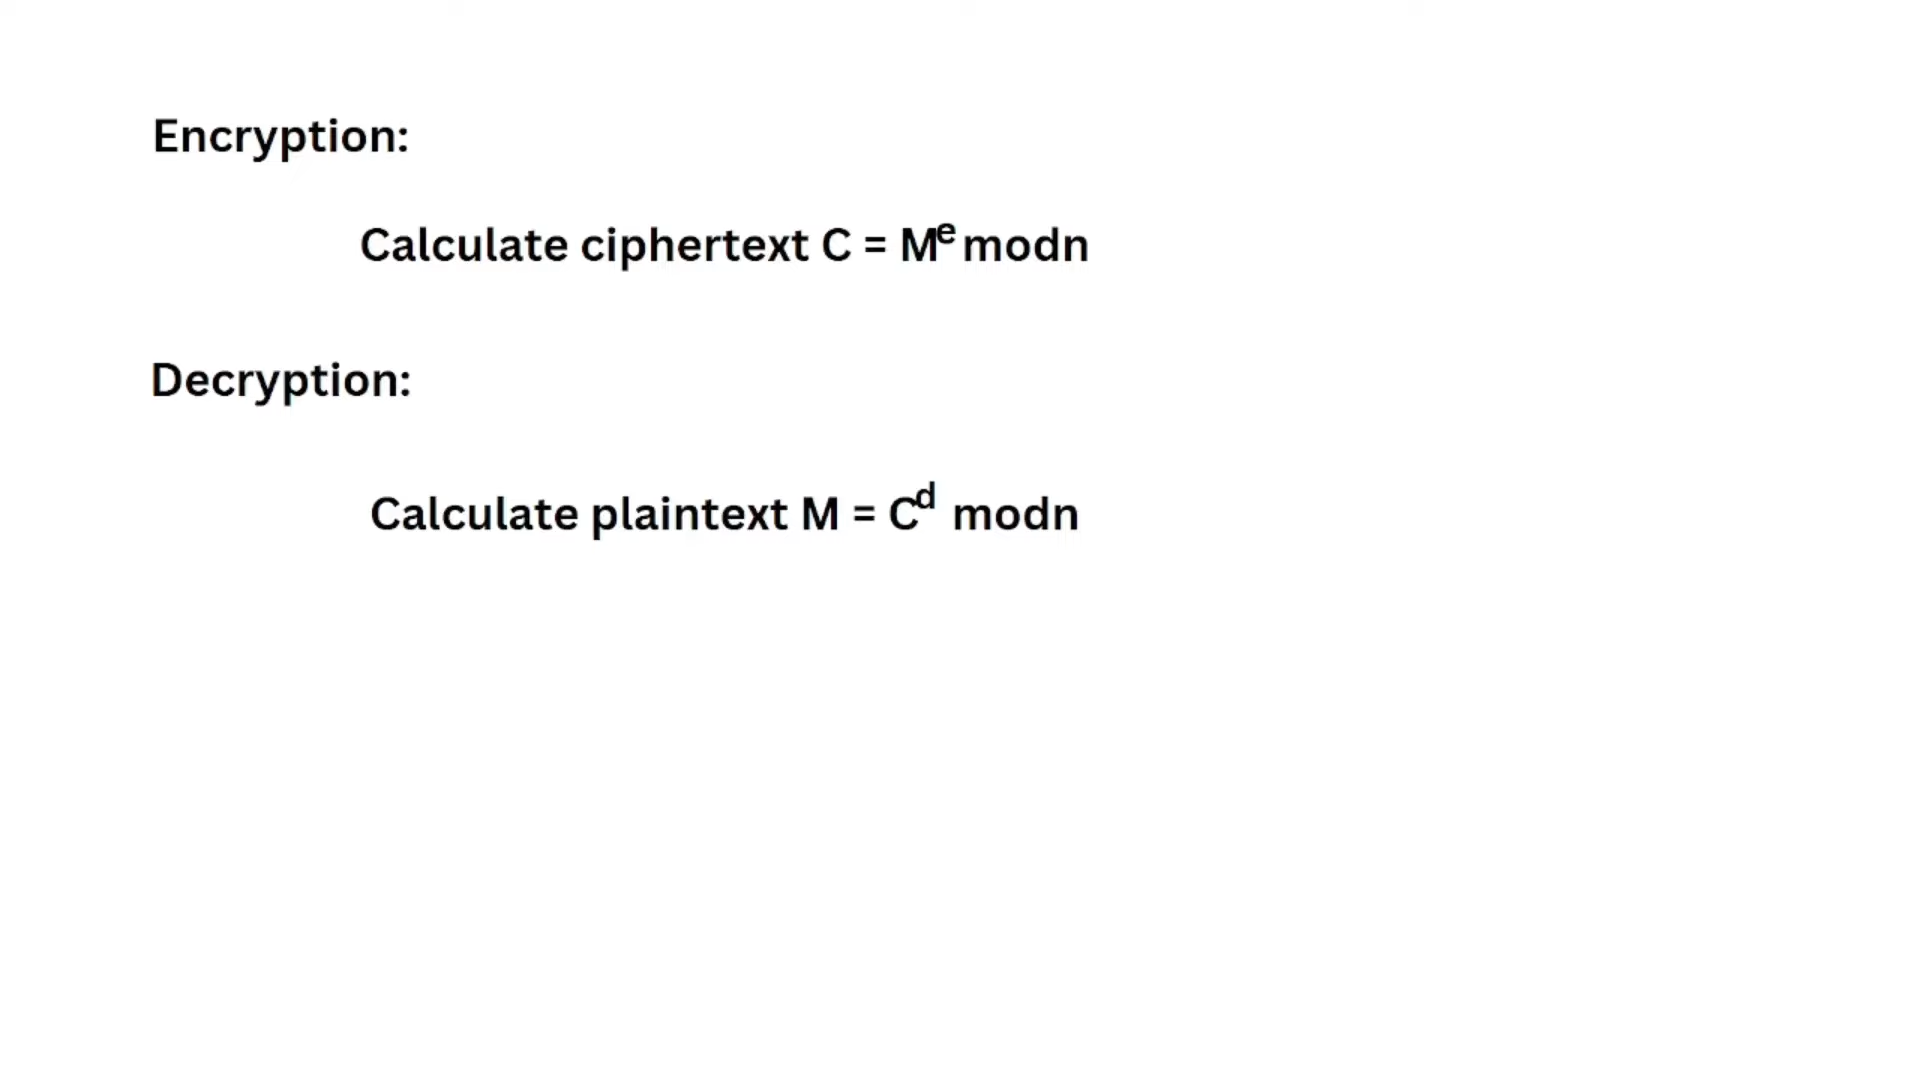 Encryption:
Calculate ciphertext C = Mᵉ modn
Decryption:
Calculate plaintext M = Cᵈ modn